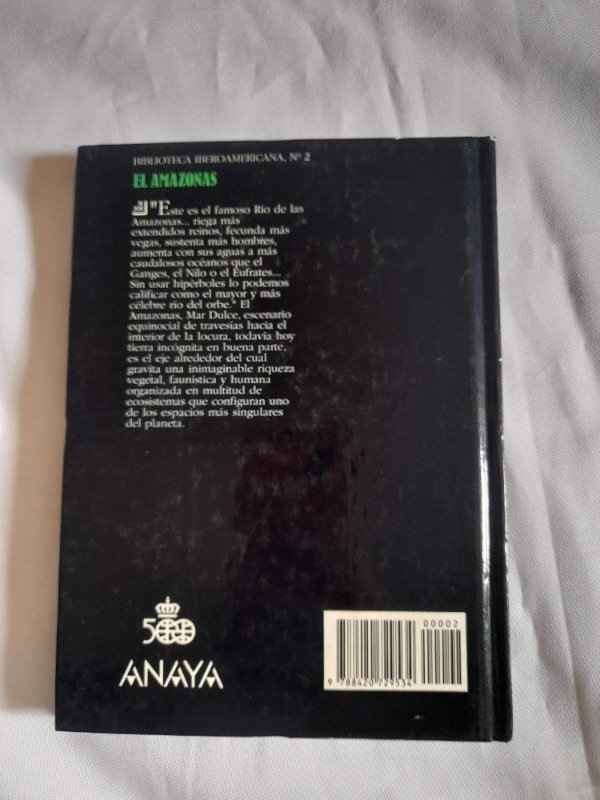 BIBLIOTECA IBEROAMERICANA, Nº 2
EL AMAZONAS
"Este es el famoso Río de las
Amazonas... riega más
extendidos reinos, fecunda más
vegas, sustenta más hombres,
aumenta con sus aguas a más
caudalosos océanos que el
Ganges, el Nilo o el Éufrates...
Sin usar hipérboles lo podemos
calificar como el mayor y más
célebre río del orbe." El
Amazonas, Mar Dulce, escenario
equinocial de travesías hacia el
interior de la locura, todavía hoy
tierra incógnita en buena parte,
es el eje alrededor del cual
gravita una inimaginable riqueza
vegetal, faunística y humana
organizada en multitud de
ecosistemas que configuran uno
de los espacios más singulares
del planeta.
500
ANAYA
00002
9 788420 729534